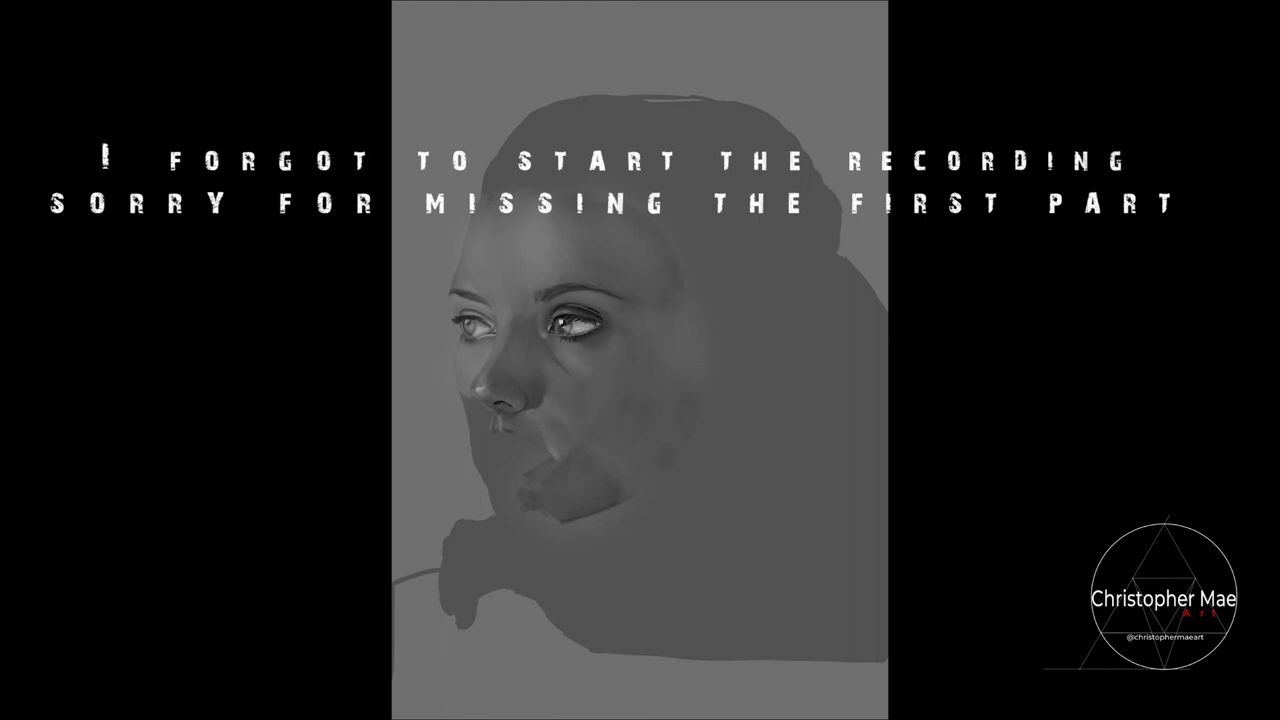 I FORGOT TO START THE RECORDING
SORRY FOR MISSING THE FIRST PART
Christopher Mae
Art
@christophermaeart